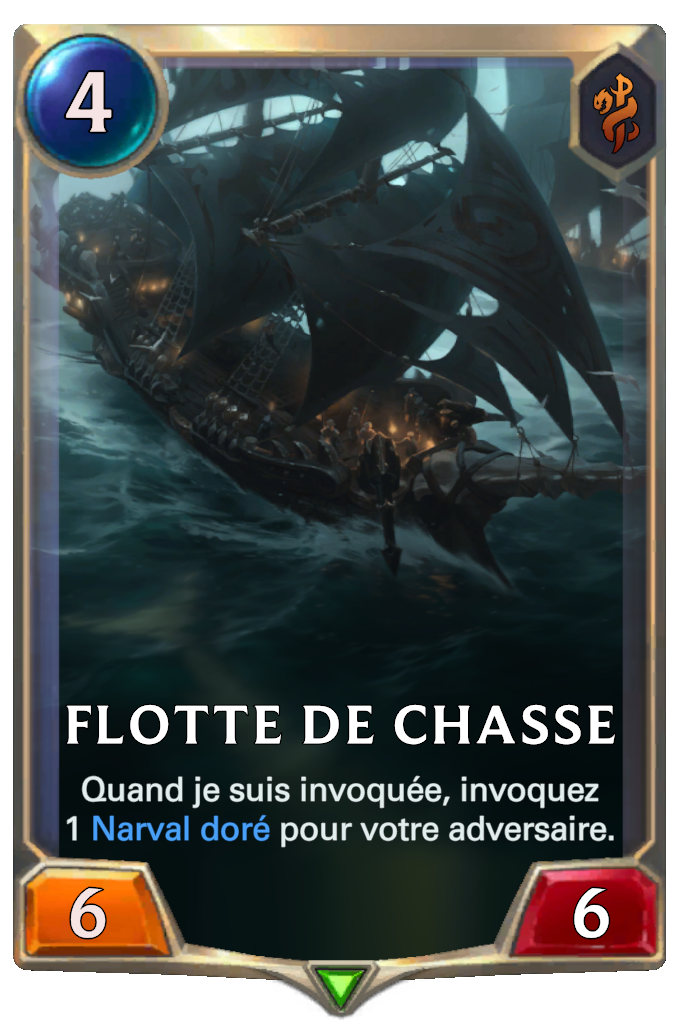 4
FLOTTE DE CHASSE
Quand je suis invoquée, invoquez
1 Narval doré pour votre adversaire.
6 6